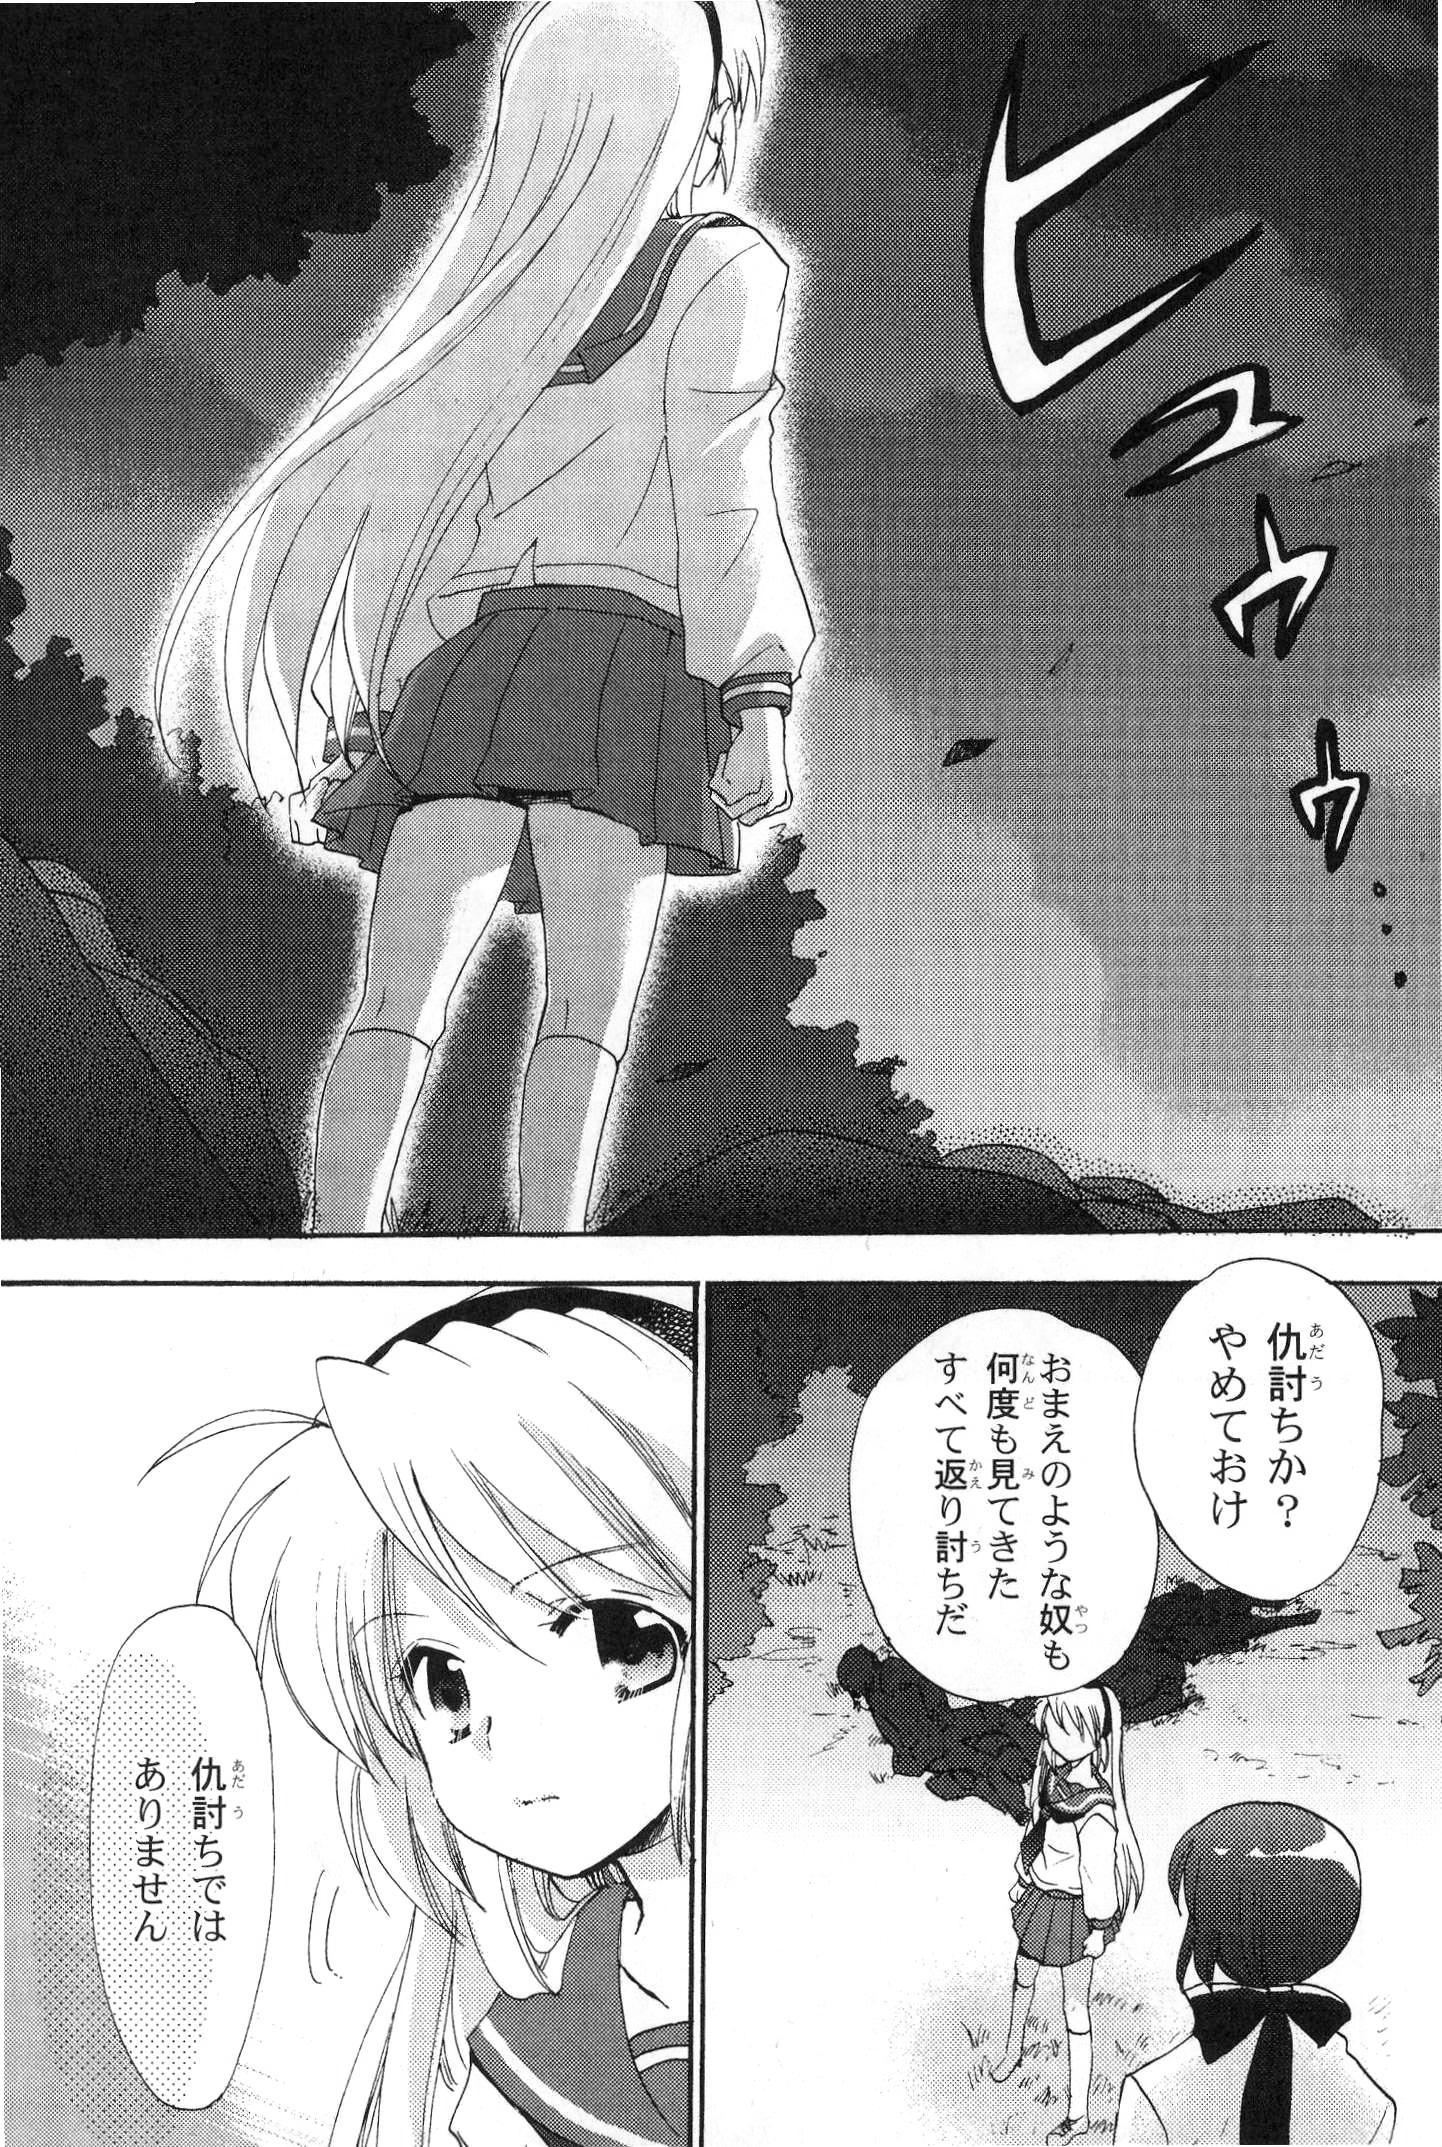 ヒュウウ…
仇討ちか？
やめておけ
おまえのような奴も
何度も見てきた
すべて返り討ちだ
仇討ちでは
ありません